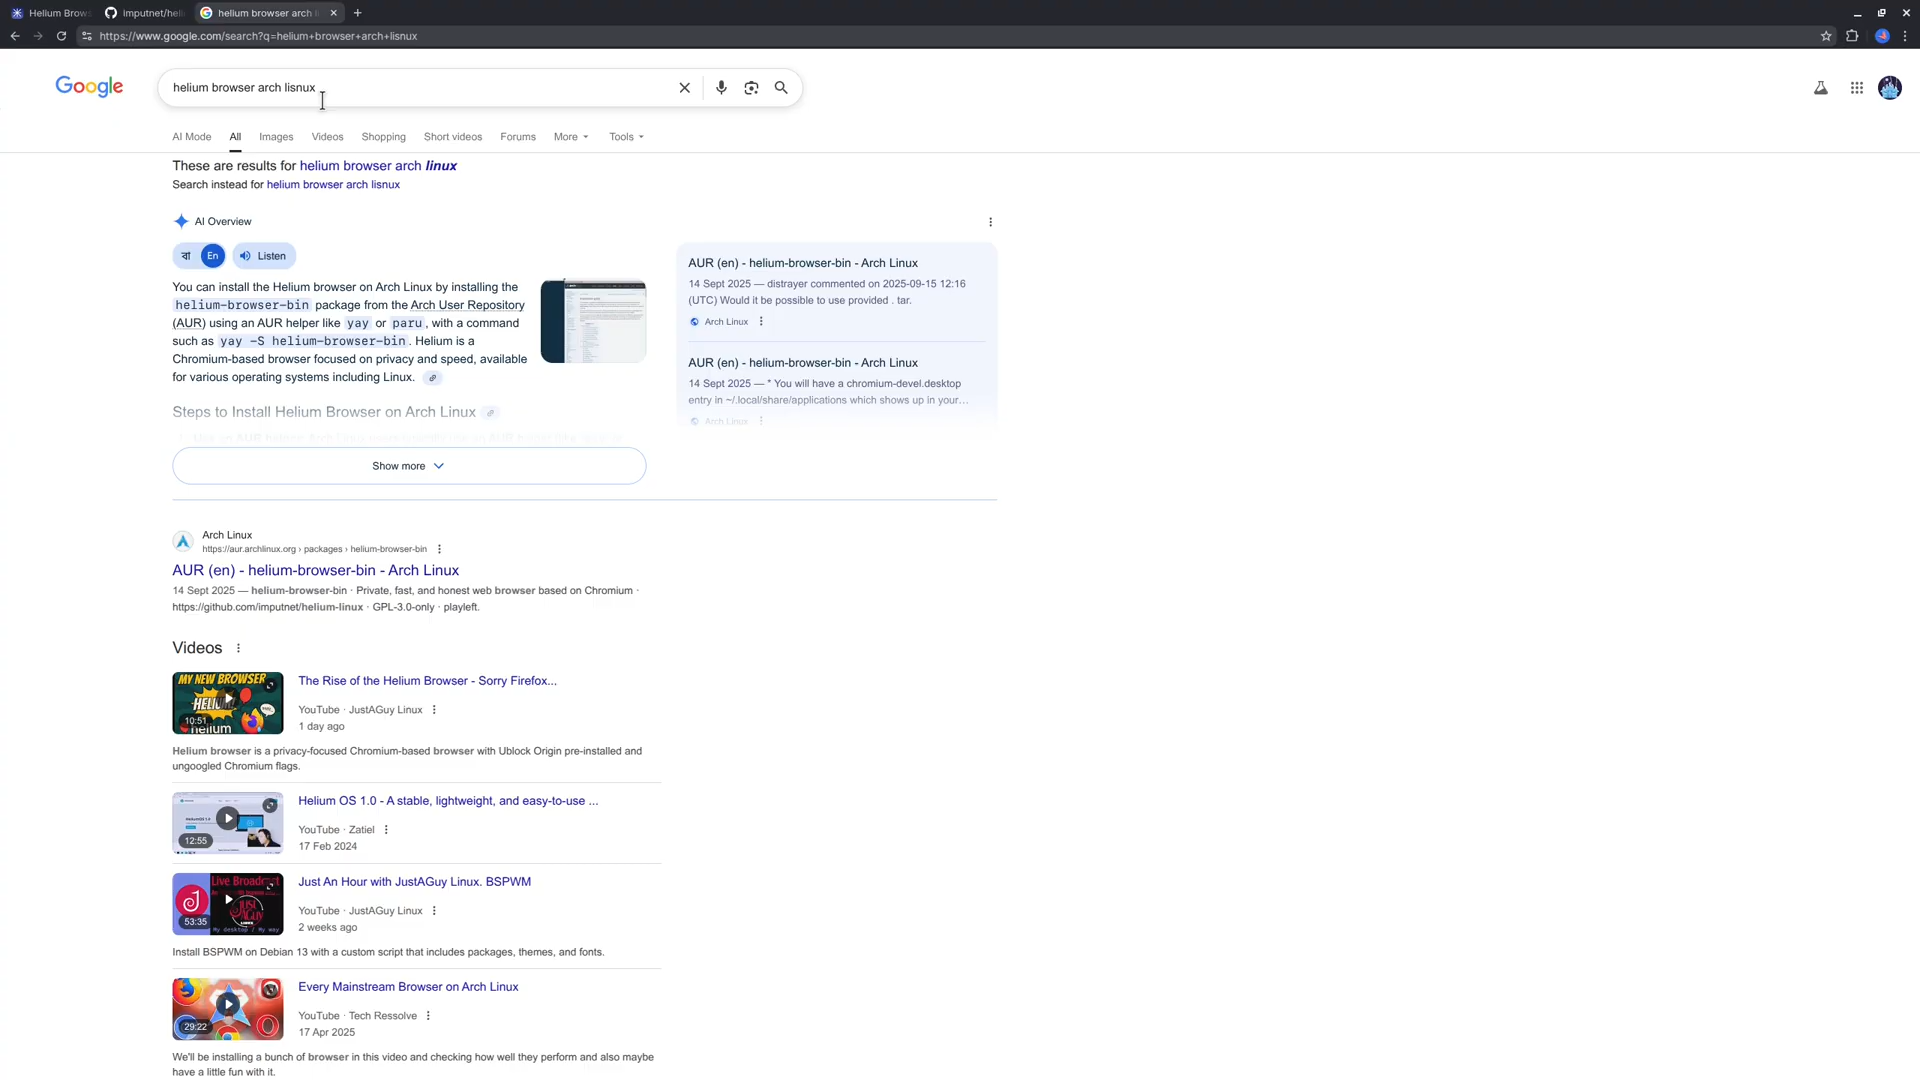 Helium Brows
imputnet/heli
helium browser arch l
https://www.google.com/search?q=helium+browser+arch+lisnux
Google
helium browser arch lisnux
AI Mode
All
Images
Videos
Shopping
Short videos
Forums
More
Tools
These are results for helium browser arch linux
Search instead for helium browser arch lisnux
AI Overview
বা
En
Listen
You can install the Helium browser on Arch Linux by installing the
helium-browser-bin package from the Arch User Repository
(AUR) using an AUR helper like yay or paru, with a command
such as yay -S helium-browser-bin. Helium is a
Chromium-based browser focused on privacy and speed, available
for various operating systems including Linux.
Steps to Install Helium Browser on Arch Linux
Show more
AUR (en) - helium-browser-bin - Arch Linux
14 Sept 2025 — distrayer commented on 2025-09-15 12:16
(UTC) Would it be possible to use provided . tar.
Arch Linux
AUR (en) - helium-browser-bin - Arch Linux
14 Sept 2025 — * You will have a chromium-devel.desktop
entry in ~/.local/share/applications which shows up in your…
Arch Linux
Arch Linux
https://aur.archlinux.org › packages › helium-browser-bin
AUR (en) - helium-browser-bin - Arch Linux
14 Sept 2025 — helium-browser-bin · Private, fast, and honest web browser based on Chromium ·
https://github.com/imputnet/helium-linux · GPL-3.0-only · playleft.
Videos
MY NEW BROWSER
HELIUM
helium
10:51
The Rise of the Helium Browser - Sorry Firefox...
YouTube · JustAGuy Linux
1 day ago
Helium browser is a privacy-focused Chromium-based browser with Ublock Origin pre-installed and
ungoogled Chromium flags.
12:55
Helium OS 1.0 - A stable, lightweight, and easy-to-use ...
YouTube · Zatiel
17 Feb 2024
Live Broadcast
Just A Guy
My desktop / My way
53:35
Just An Hour with JustAGuy Linux. BSPWM
YouTube · JustAGuy Linux
2 weeks ago
Install BSPWM on Debian 13 with a custom script that includes packages, themes, and fonts.
29:22
Every Mainstream Browser on Arch Linux
YouTube · Tech Ressolve
17 Apr 2025
We'll be installing a bunch of browser in this video and checking how well they perform and also maybe
have a little fun with it.